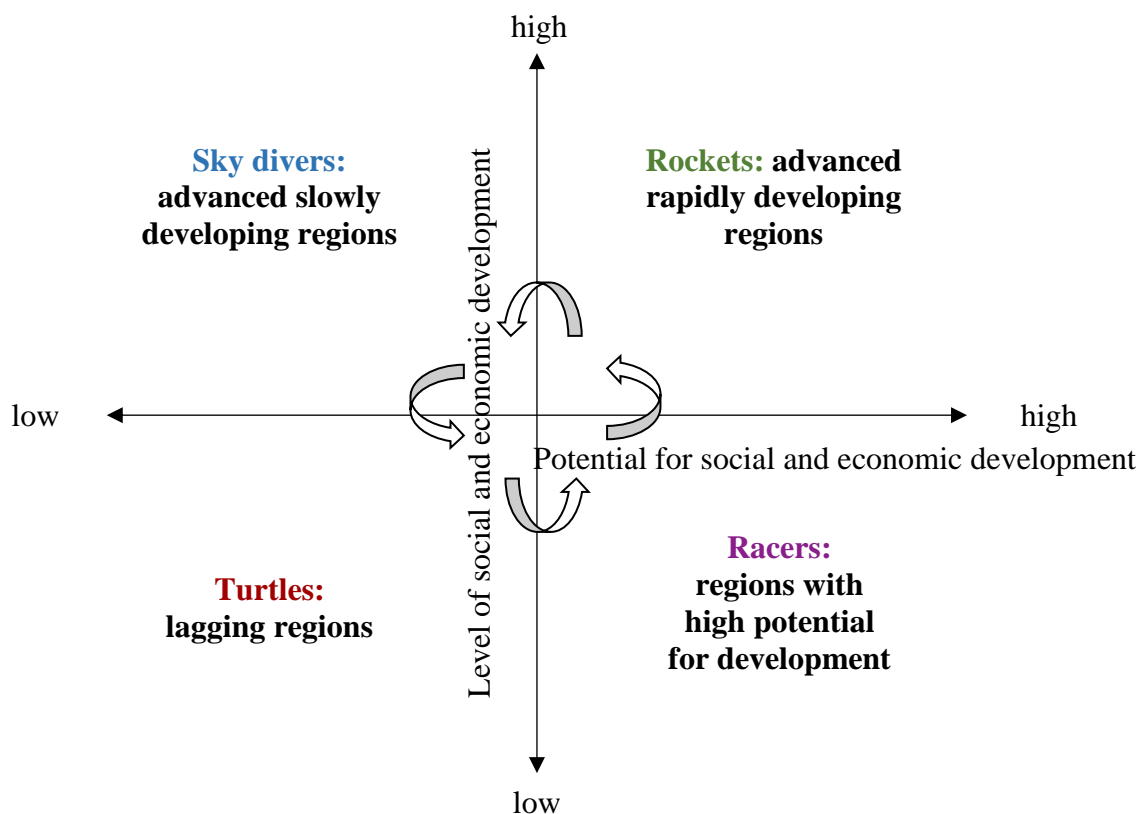 high
Sky divers:
advanced slowly
developing regions
Rockets: advanced
rapidly developing
regions
Level of social and economic development
low
high
Potential for social and economic development
Turtles:
lagging regions
Racers:
regions with
high potential
for development
low